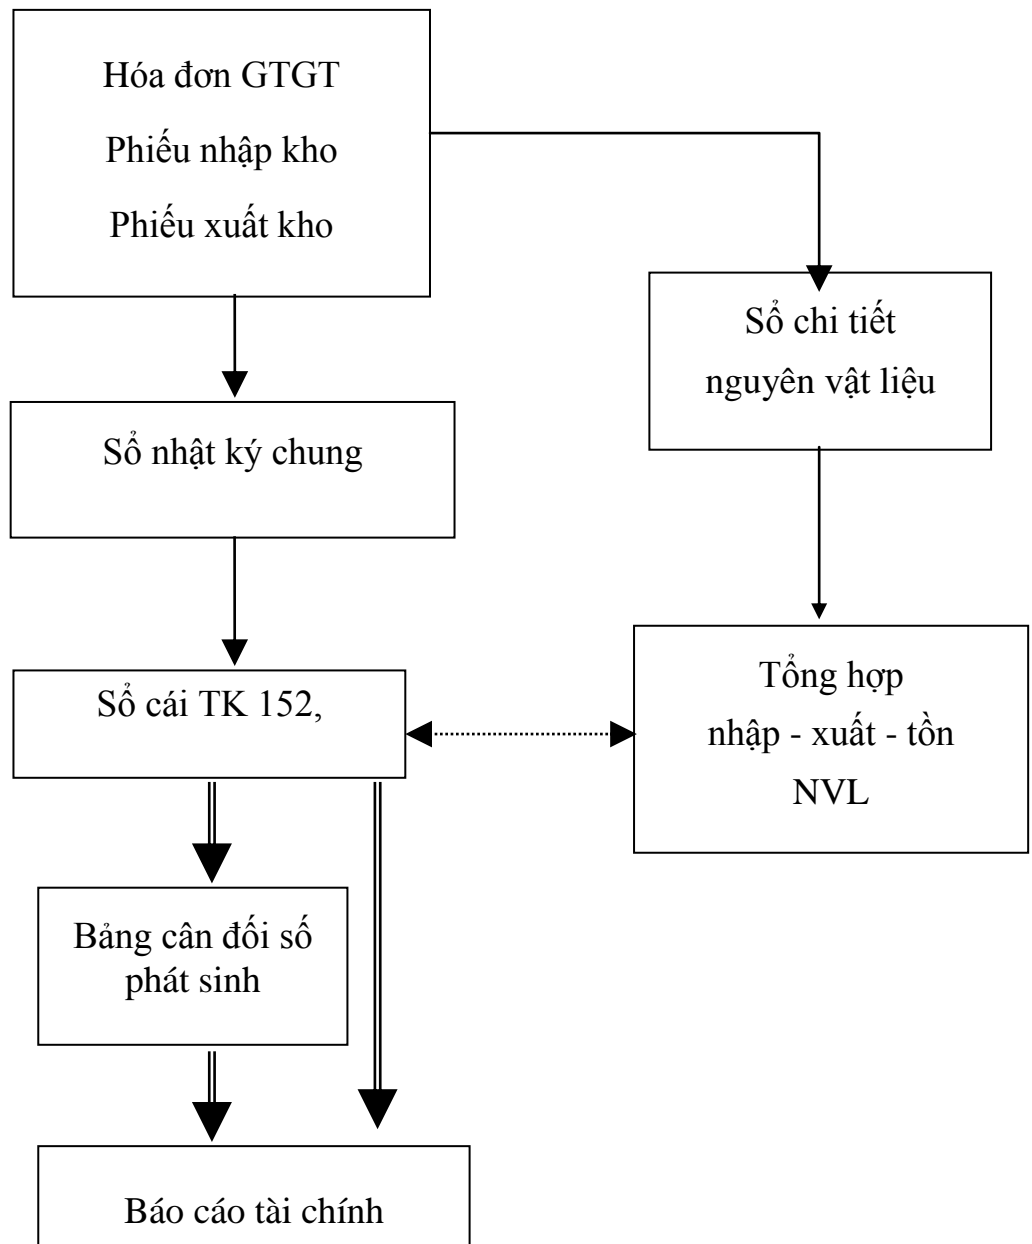 Hóa đơn GTGT
Phiếu nhập kho
Phiếu xuất kho
Sổ chi tiết
nguyên vật liệu
Sổ nhật ký chung
Sổ cái TK 152,
Tổng hợp
nhập - xuất - tồn
NVL
Bảng cân đối số
phát sinh
Báo cáo tài chính